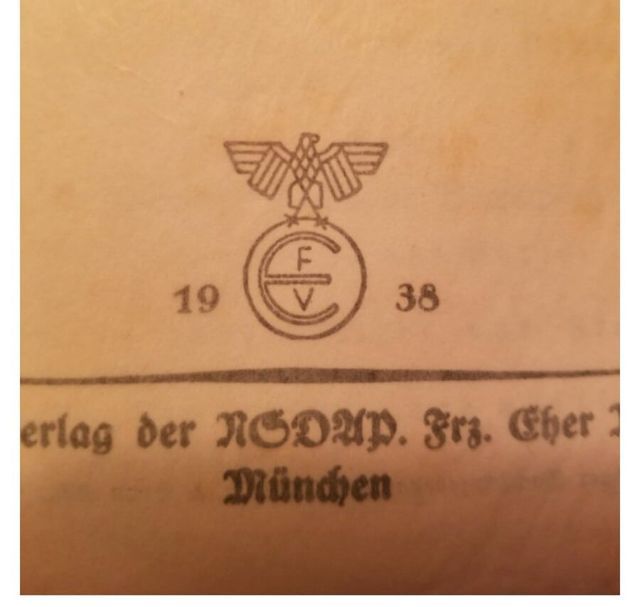 F
19 E 38
V
erlag der NSDAP. Frz. Eher
München